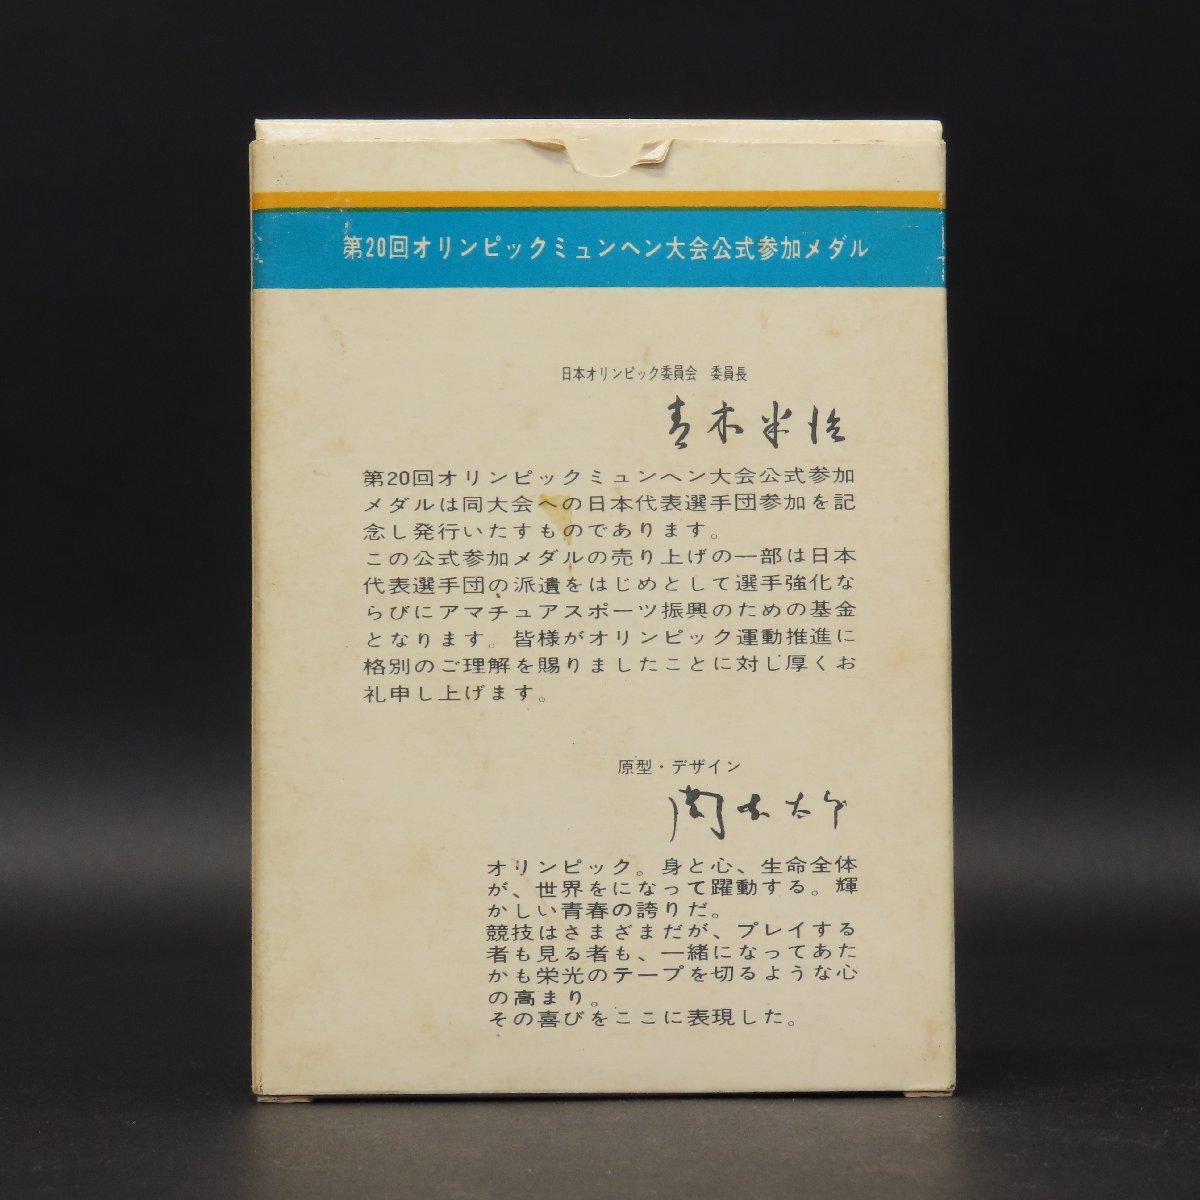 第20回オリンピックミュンヘン大会公式参加メダル
日本オリンピック委員会 委員長
青木半治
第20回オリンピックミュンヘン大会公式参加
メダルは同大会への日本代表選手団参加を記
念し発行いたすものであります。
この公式参加メダルの売り上げの一部は日本
代表選手団の派遣をはじめとして選手強化な
らびにアマチュアスポーツ振興のための基金
となります。皆様がオリンピック運動推進に
格別のご理解を賜りましたことに対し厚くお
礼申し上げます。
原型・デザイン
岡本太郎
オリンピック。身と心、生命全体
が、世界をになって躍動する。輝
かしい青春の誇りだ。
競技はさまざまだが、プレイする
者も見る者も、一緒になってあた
かも栄光のテープを切るような心
の高まり。
その喜びをここに表現した。